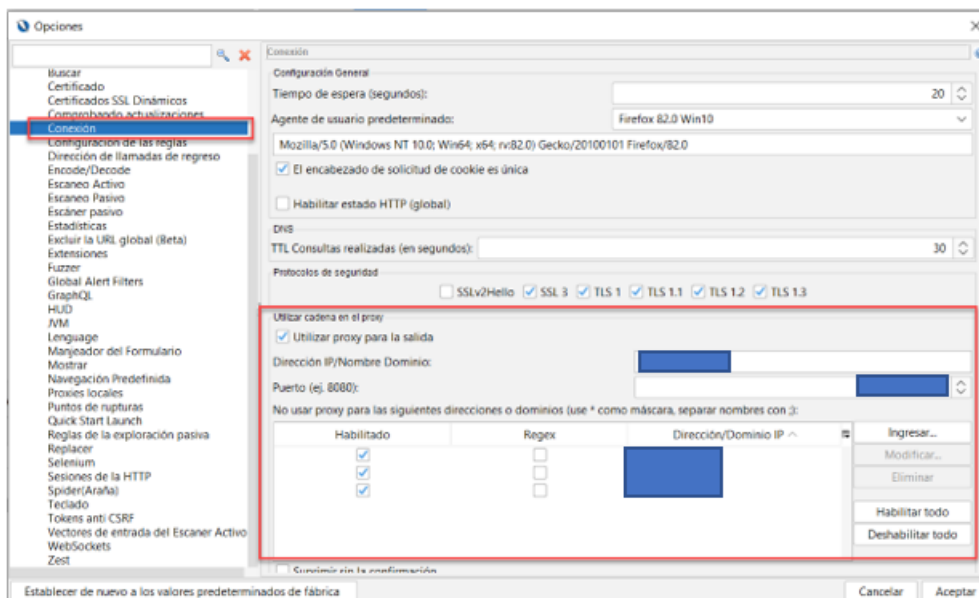 Opciones
Buscar
Certificado
Certificados SSL Dinámicos
Comprobando actualizaciones
Conexión
Configuración de las reglas
Dirección de llamadas de regreso
Encode/Decode
Escaneo Activo
Escaneo Pasivo
Escáner pasivo
Estadísticas
Excluir la URL global (Beta)
Extensiones
Fuzzer
Global Alert Filters
GraphQL
HUD
JVM
Lenguage
Manjeador del Formulario
Mostrar
Navegación Predefinida
Proxies locales
Puntos de rupturas
Quick Start Launch
Reglas de la exploración pasiva
Replacer
Selenium
Sesiones de la HTTP
Spider(Araña)
Teclado
Tokens anti CSRF
Vectores de entrada del Escaner Activo
WebSockets
Zest
Conexión
Configuración General
Tiempo de espera (segundos): 20
Agente de usuario predeterminado: Firefox 82.0 Win10
Mozilla/5.0 (Windows NT 10.0; Win64; x64; rv:82.0) Gecko/20100101 Firefox/82.0
El encabezado de solicitud de cookie es única
Habilitar estado HTTP (global)
DNS
TTL Consultas realizadas (en segundos): 30
Protocolos de seguridad
SSLv2Hello SSL 3 TLS 1 TLS 1.1 TLS 1.2 TLS 1.3
Utilizar cadena en el proxy
Utilizar proxy para la salida
Dirección IP/Nombre Dominio:
Puerto (ej. 8080):
No usar proxy para las siguientes direcciones o dominios (use * como máscara, separar nombres con ;):
Habilitado Regex Dirección/Dominio IP
Ingresar...
Modificar...
Eliminar
Habilitar todo
Deshabilitar todo
Suprimir sin la confirmación
Establecer de nuevo a los valores predeterminados de fábrica
Cancelar Aceptar